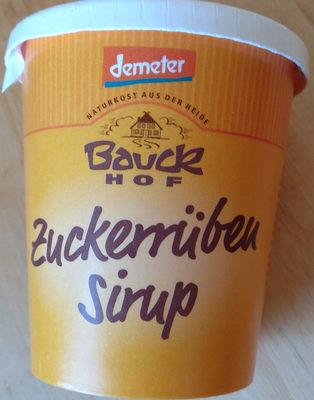 demeter
NATURKOST AUS DER HEIDE
Bauck
HOF
Zuckerrüben
Sirup